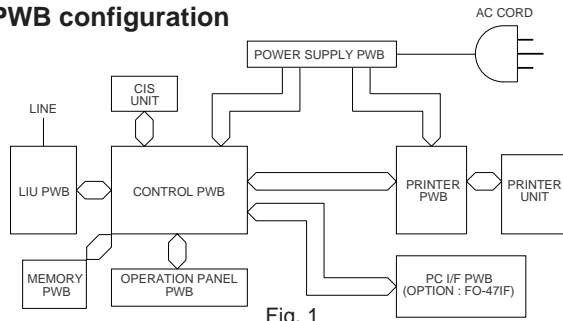 PWB configuration
AC CORD
POWER SUPPLY PWB
CIS
UNIT
LINE
LIU PWB
CONTROL PWB
PRINTER
PWB
PRINTER
UNIT
MEMORY
PWB
OPERATION PANEL
PWB
PC I/F PWB
(OPTION : FO-47IF)
Fig. 1